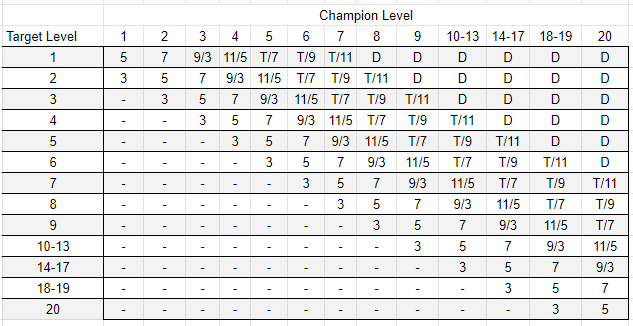 Champion Level
Target Level 1 2 3 4 5 6 7 8 9 10-13 14-17 18-19 20
1 5 7 9/3 11/5 T/7 T/9 T/11 D D D D D D
2 3 5 7 9/3 11/5 T/7 T/9 T/11 D D D D D
3 - 3 5 7 9/3 11/5 T/7 T/9 T/11 D D D D
4 - - 3 5 7 9/3 11/5 T/7 T/9 T/11 D D D
5 - - - 3 5 7 9/3 11/5 T/7 T/9 T/11 D D
6 - - - - 3 5 7 9/3 11/5 T/7 T/9 T/11 D
7 - - - - - 3 5 7 9/3 11/5 T/7 T/9 T/11
8 - - - - - - 3 5 7 9/3 11/5 T/7 T/9
9 - - - - - - - 3 5 7 9/3 11/5 T/7
10-13 - - - - - - - - 3 5 7 9/3 11/5
14-17 - - - - - - - - - 3 5 7 9/3
18-19 - - - - - - - - - - 3 5 7
20 - - - - - - - - - - - 3 5